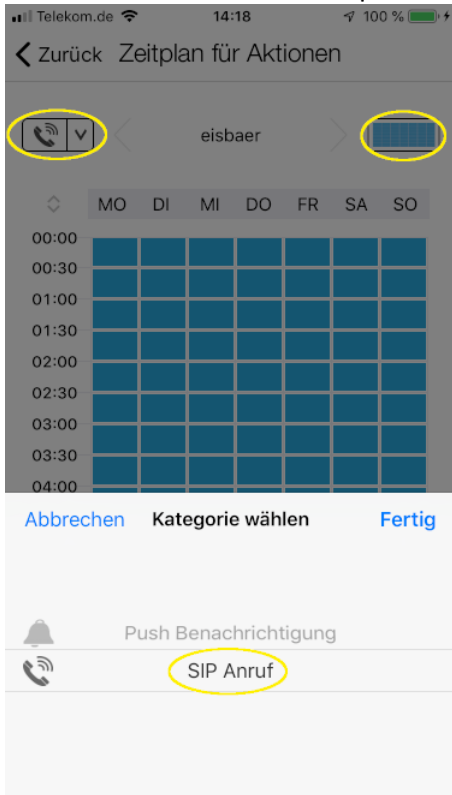 Telekom.de 14:18 100 %
Zurück Zeitplan für Aktionen
eisbaer
MO DI MI DO FR SA SO
00:00
00:30
01:00
01:30
02:00
02:30
03:00
03:30
04:00
Abbrechen Kategorie wählen Fertig
Push Benachrichtigung
SIP Anruf